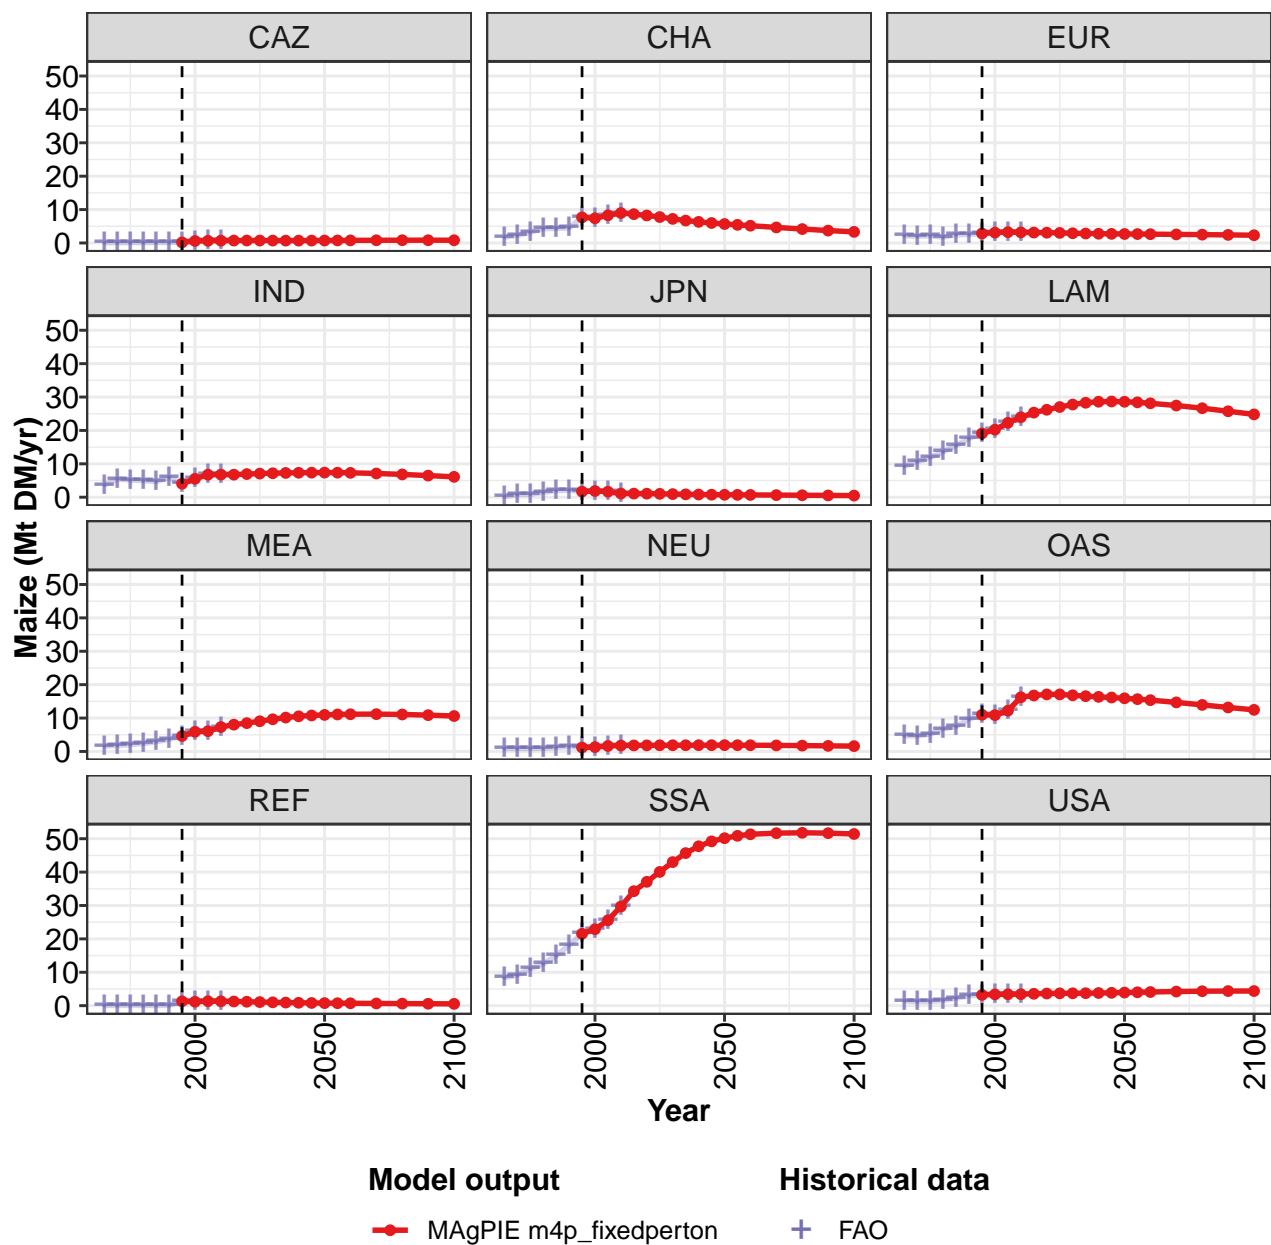 CAZ CHA EUR
50
40
30
20
10
0
IND JPN LAM
50
40
30
20
10
0
MEA NEU OAS
50
40
30
20
10
0
REF SSA USA
50
40
30
20
10
0
Maize (Mt DM/yr)
2000 2050 2100 2000 2050 2100 2000 2050 2100
Year
Model output Historical data
MAgPIE m4p_fixedperton FAO